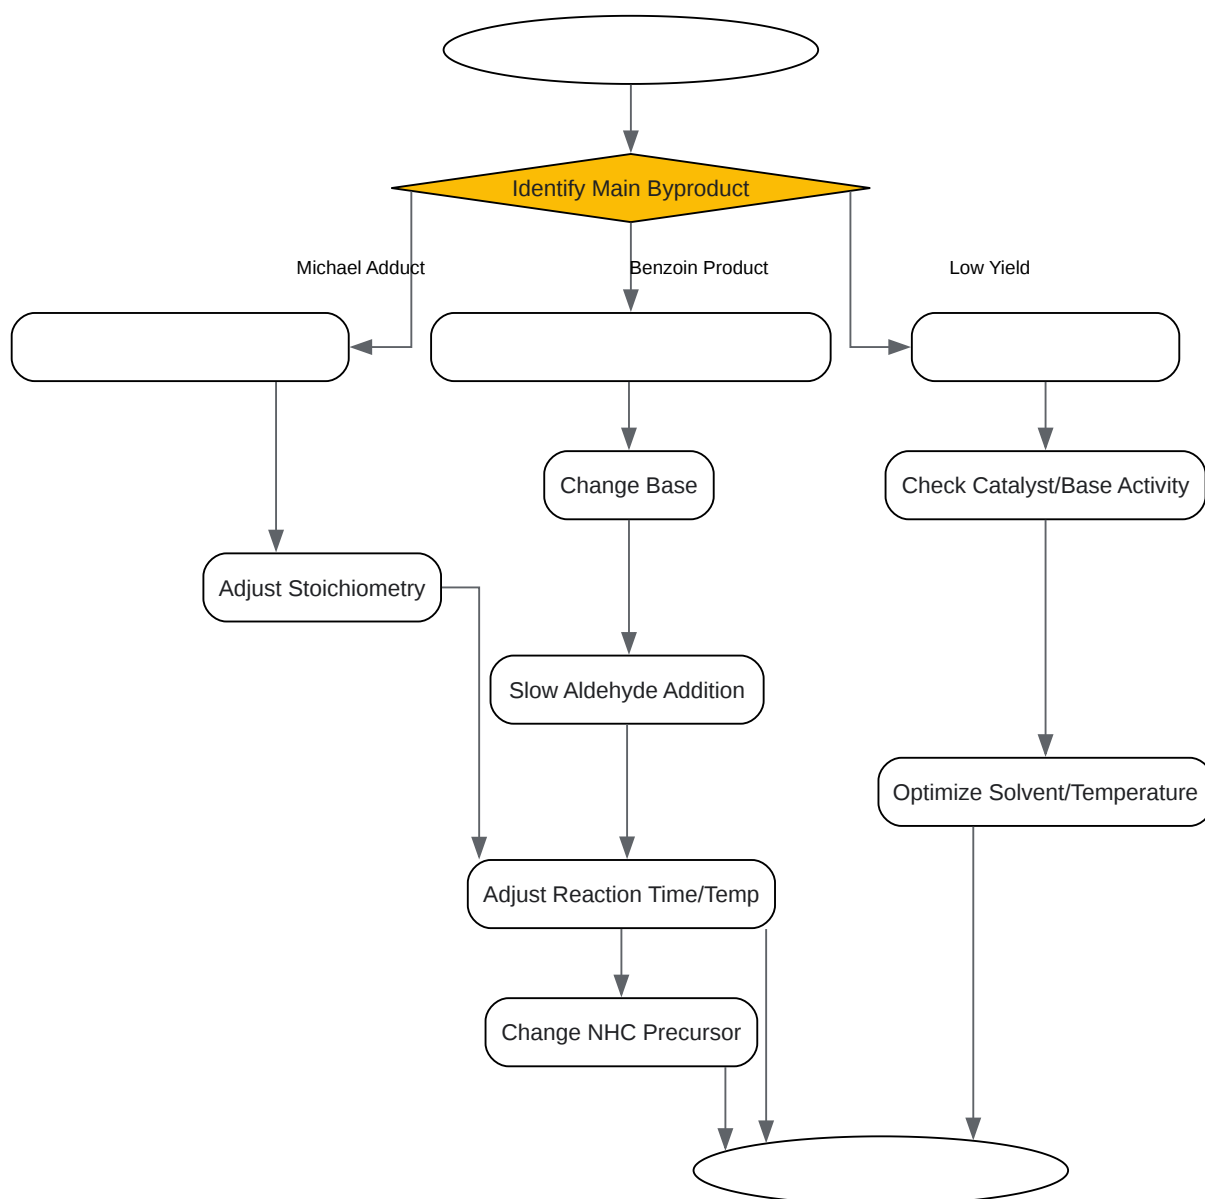 Identify Main Byproduct
Michael Adduct
Benzoin Product
Low Yield
Change Base
Check Catalyst/Base Activity
Adjust Stoichiometry
Slow Aldehyde Addition
Optimize Solvent/Temperature
Adjust Reaction Time/Temp
Change NHC Precursor